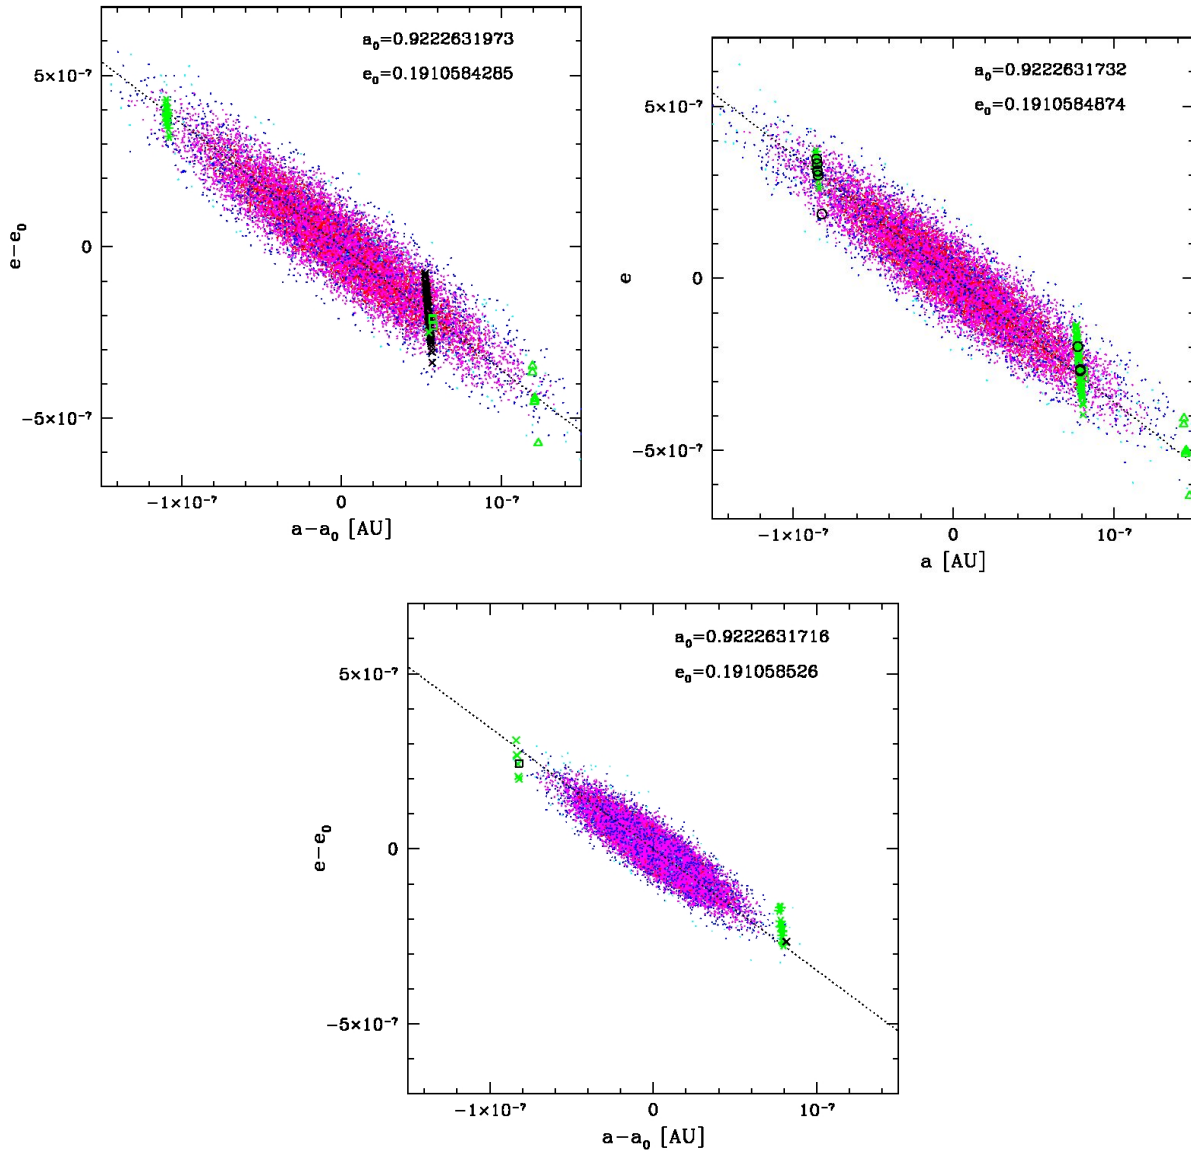 a₀=0.9222631973
e₀=0.1910584285
5×10⁻⁷
0
−5×10⁻⁷
e−e₀
−1×10⁻⁷
0
10⁻⁷
a−a₀ [AU]
a₀=0.9222631732
e₀=0.1910584874
5×10⁻⁷
0
−5×10⁻⁷
e
−1×10⁻⁷
0
10⁻⁷
a [AU]
a₀=0.9222631716
e₀=0.191058526
5×10⁻⁷
0
−5×10⁻⁷
e−e₀
−1×10⁻⁷
0
10⁻⁷
a−a₀ [AU]